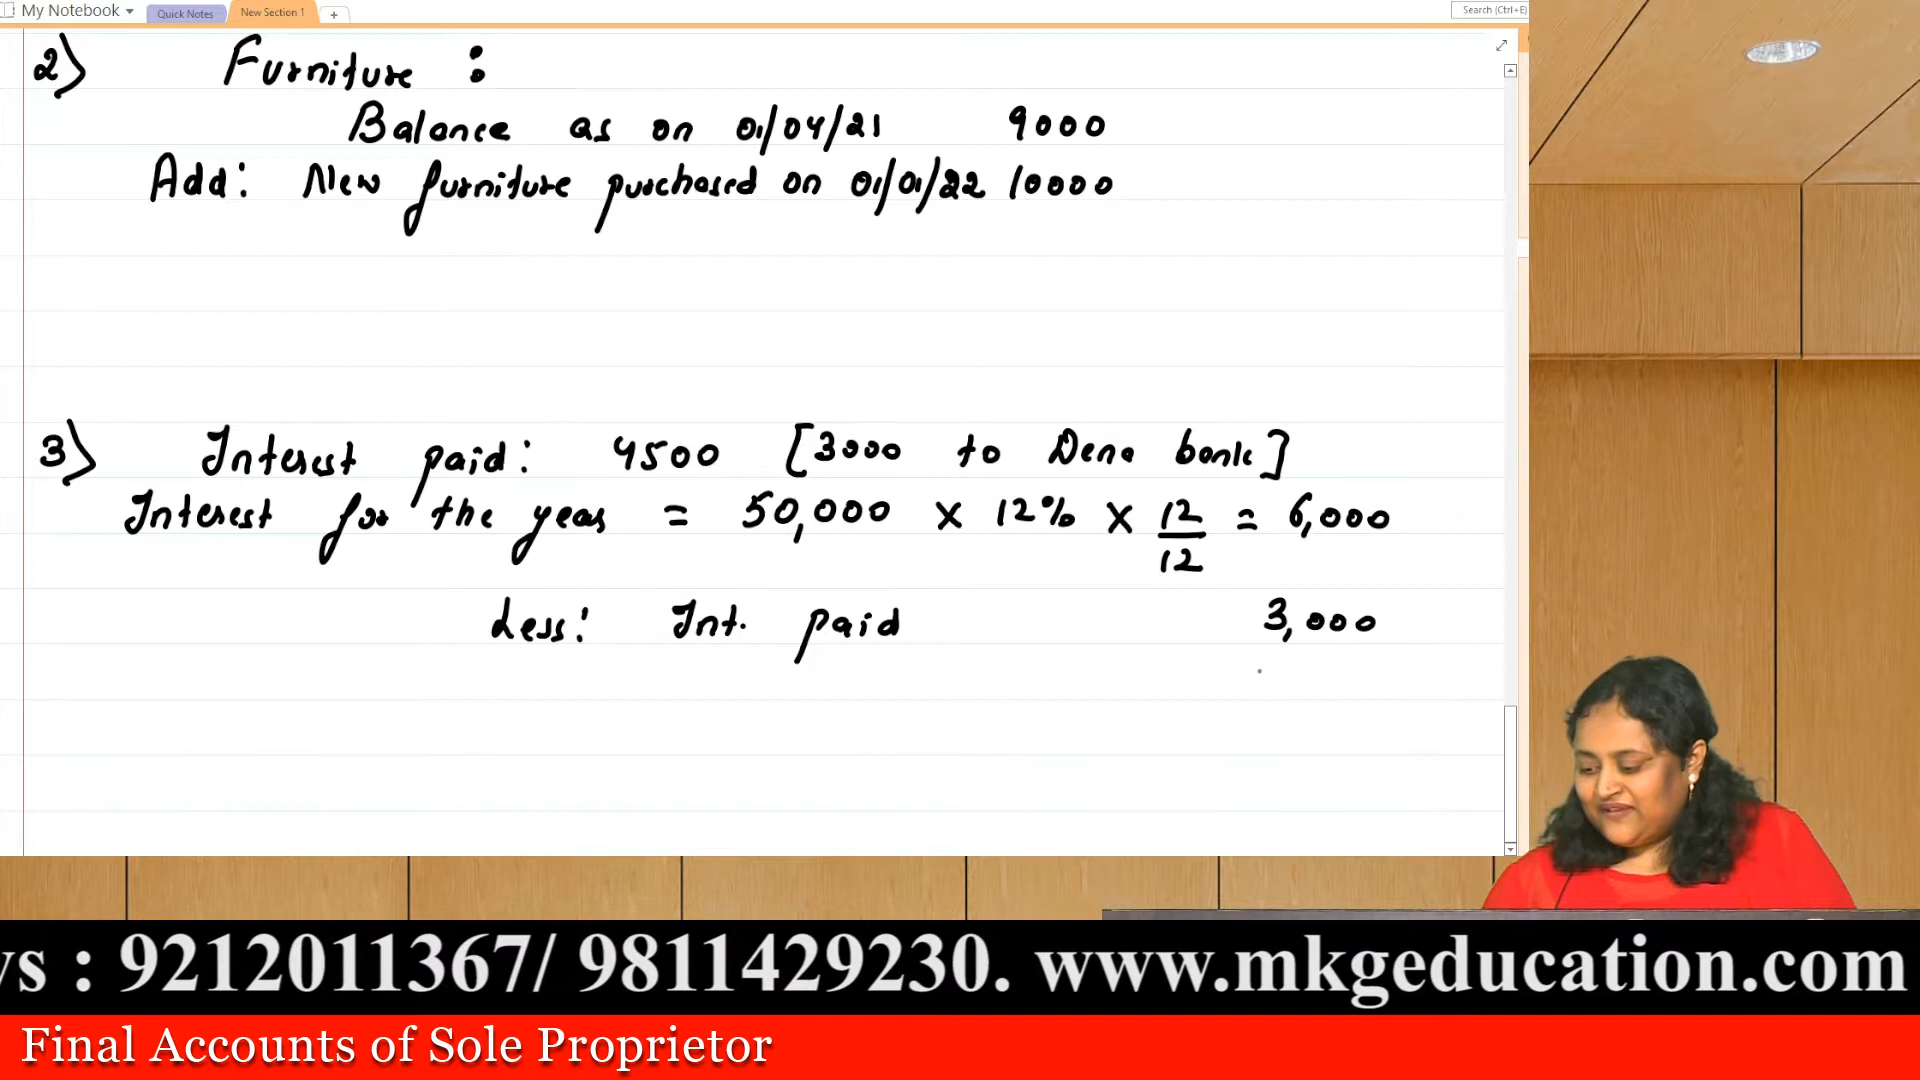 My Notebook
Quick Notes
New Section 1
+
Search (Ctrl+E)
2) Furniture :
Balance as on 01/04/21 9000
Add: New furniture purchased on 01/01/22 10000
3) Interest paid: 4500 [3000 to Dena bank]
Interest for the year = 50,000 × 12% × 12/12 = 6,000
Less: Int. paid 3,000
: 9212011367/ 9811429230. www.mkgeducation.com
Final Accounts of Sole Proprietor